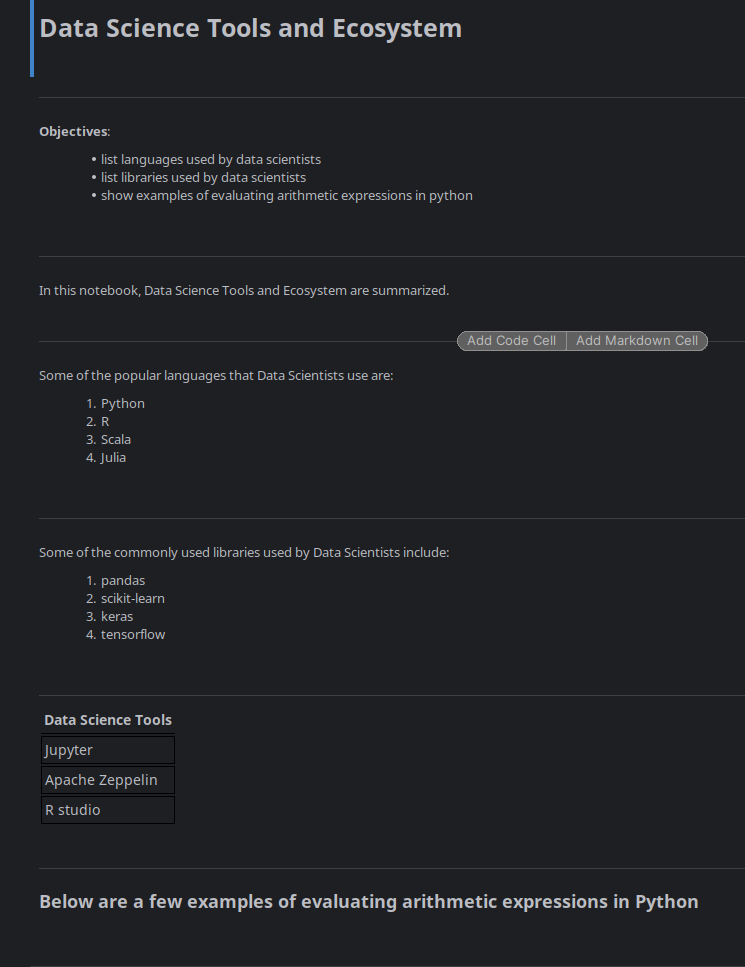 Data Science Tools and Ecosystem
Objectives:
• list languages used by data scientists
• list libraries used by data scientists
• show examples of evaluating arithmetic expressions in python
In this notebook, Data Science Tools and Ecosystem are summarized.
Add Code Cell Add Markdown Cell
Some of the popular languages that Data Scientists use are:
1. Python
2. R
3. Scala
4. Julia
Some of the commonly used libraries used by Data Scientists include:
1. pandas
2. scikit-learn
3. keras
4. tensorflow
Data Science Tools
Jupyter
Apache Zeppelin
R studio
Below are a few examples of evaluating arithmetic expressions in Python